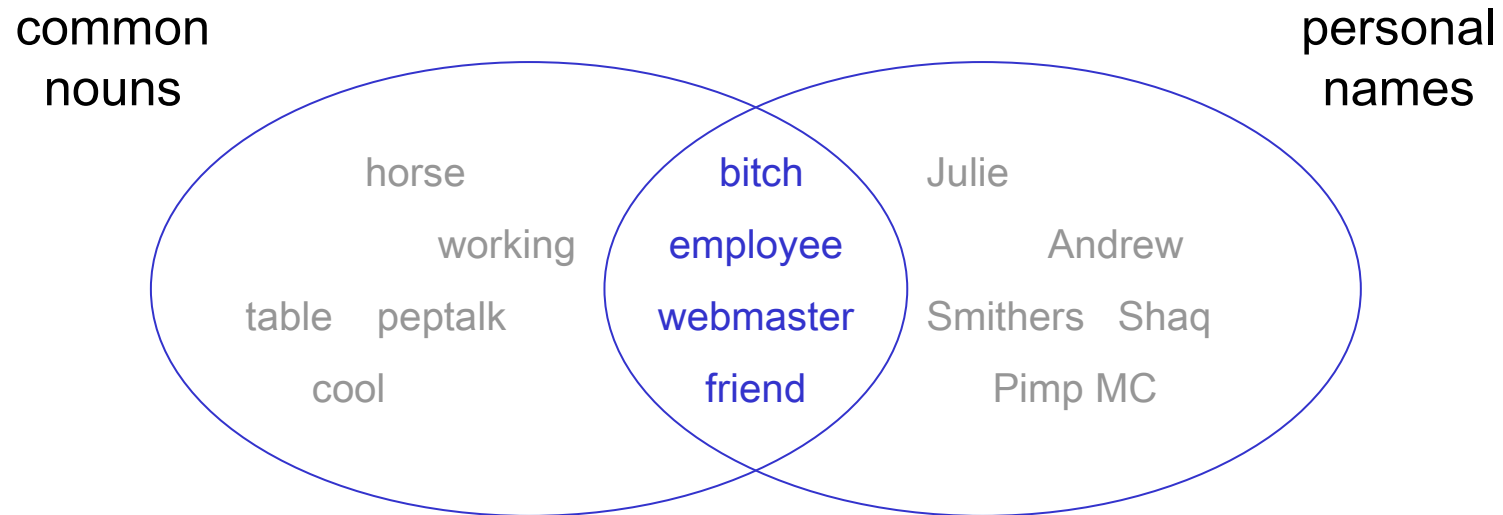 common
nouns
personal
names
horse bitch Julie
working employee Andrew
table peptalk webmaster Smithers Shaq
cool friend Pimp MC